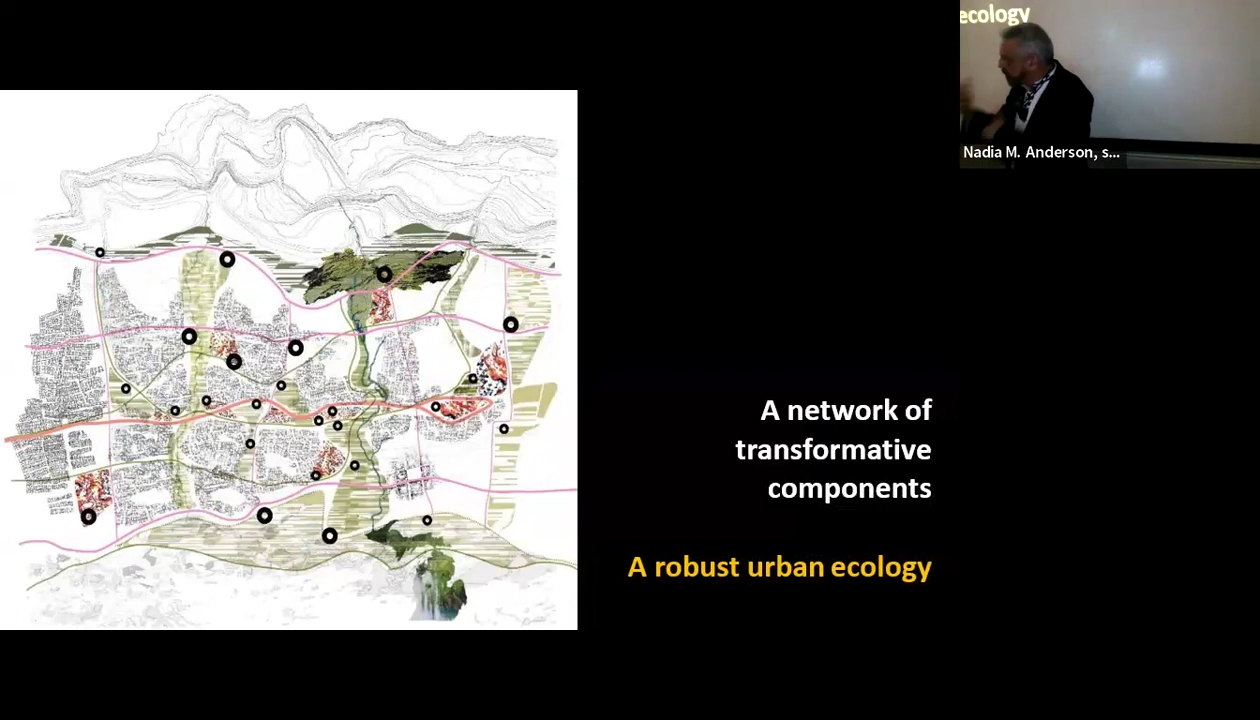 ecology
Nadia M. Anderson, s...
A network of
transformative
components
A robust urban ecology